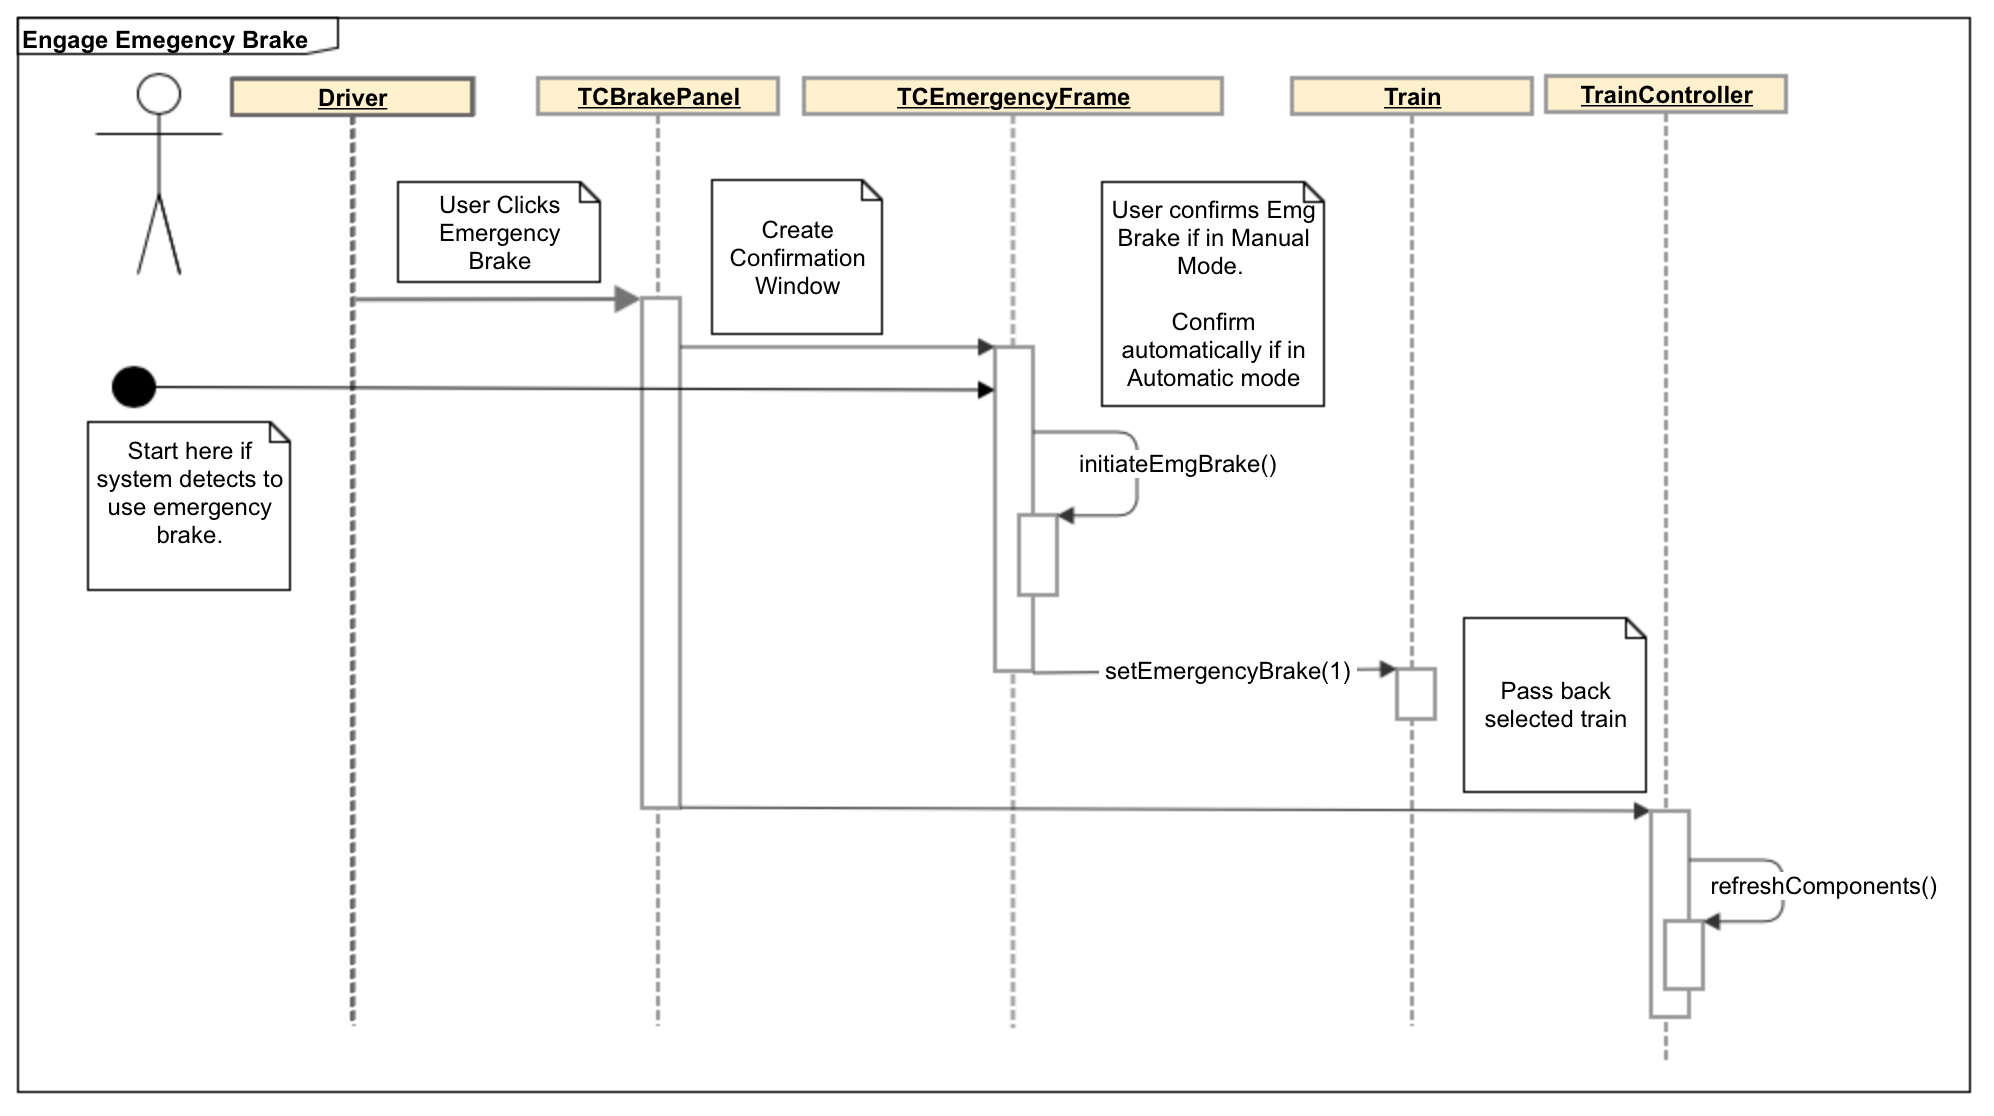 Engage Emegency Brake
Driver
TCBrakePanel
TCEmergencyFrame
Train
TrainController
User Clicks
Emergency
Brake
Create
Confirmation
Window
User confirms Emg
Brake if in Manual
Mode.
Confirm
automatically if in
Automatic mode
Start here if
system detects to
use emergency
brake.
initiateEmgBrake()
setEmergencyBrake(1)
Pass back
selected train
refreshComponents()